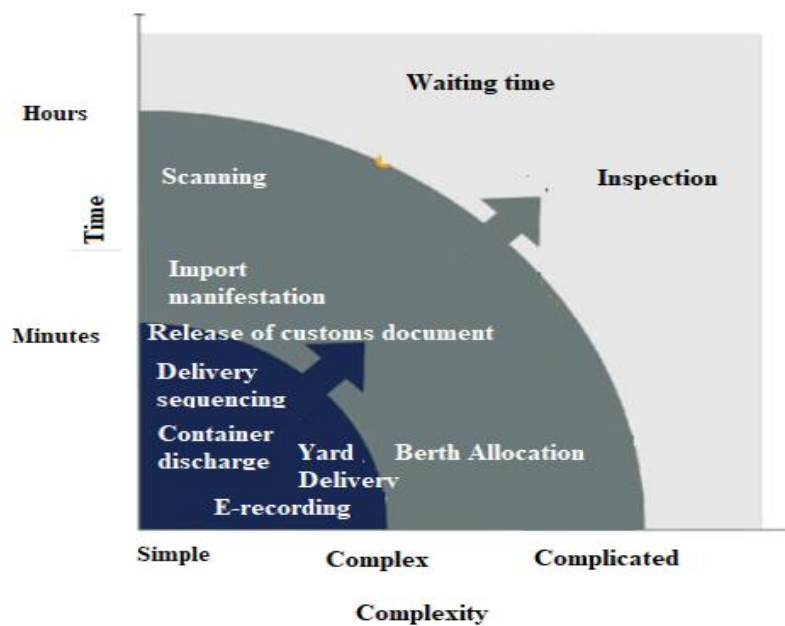 Waiting time
Hours
Scanning
Inspection
Time
Import
manifestation
Minutes
Release of customs document
Delivery
sequencing
Container
discharge
Yard
Delivery
Berth Allocation
E-recording
Simple
Complex
Complicated
Complexity